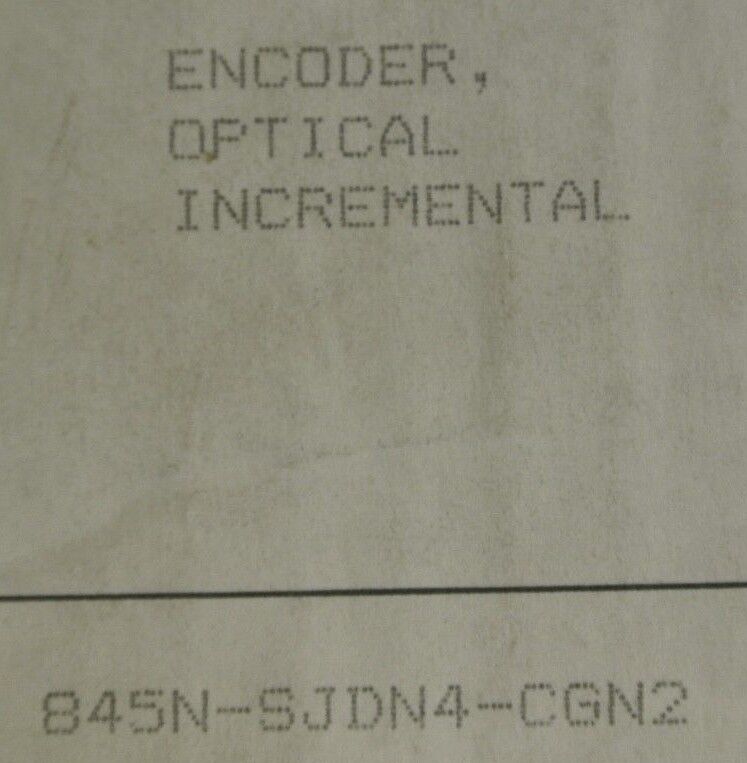 ENCODER,
OPTICAL
INCREMENTAL
845N-SJDN4-CGN2